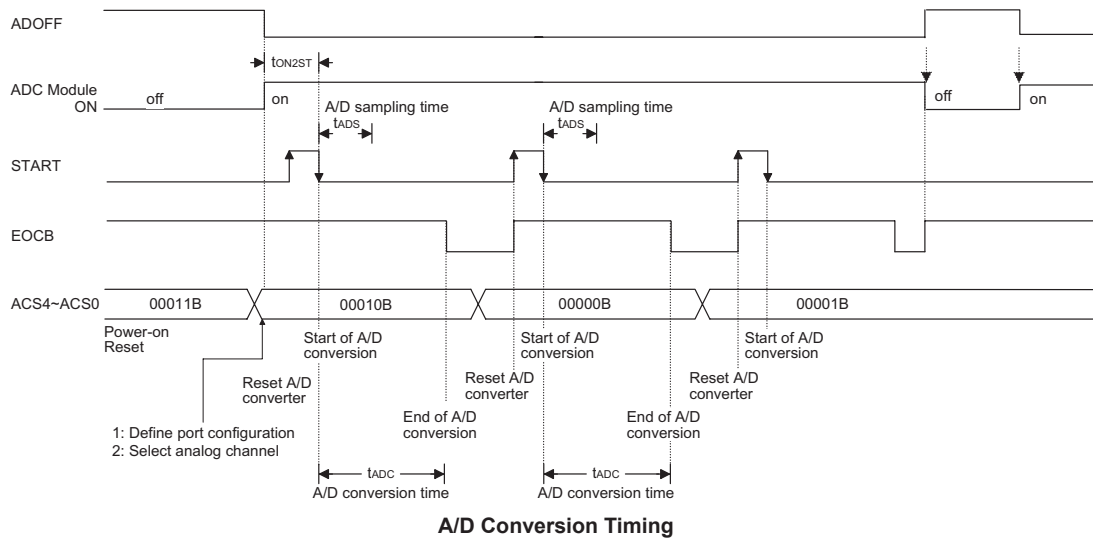 ADOFF
tON2ST
ADC Module
ON
off
on
A/D sampling time
tADS
A/D sampling time
tADS
off
on
START
EOCB
ACS4~ACS0
00011B
00010B
00000B
00001B
Power-on
Reset
Start of A/D
conversion
Start of A/D
conversion
Start of A/D
conversion
Reset A/D
converter
Reset A/D
converter
Reset A/D
converter
End of A/D
conversion
End of A/D
conversion
1: Define port configuration
2: Select analog channel
tADC
A/D conversion time
tADC
A/D conversion time
A/D Conversion Timing